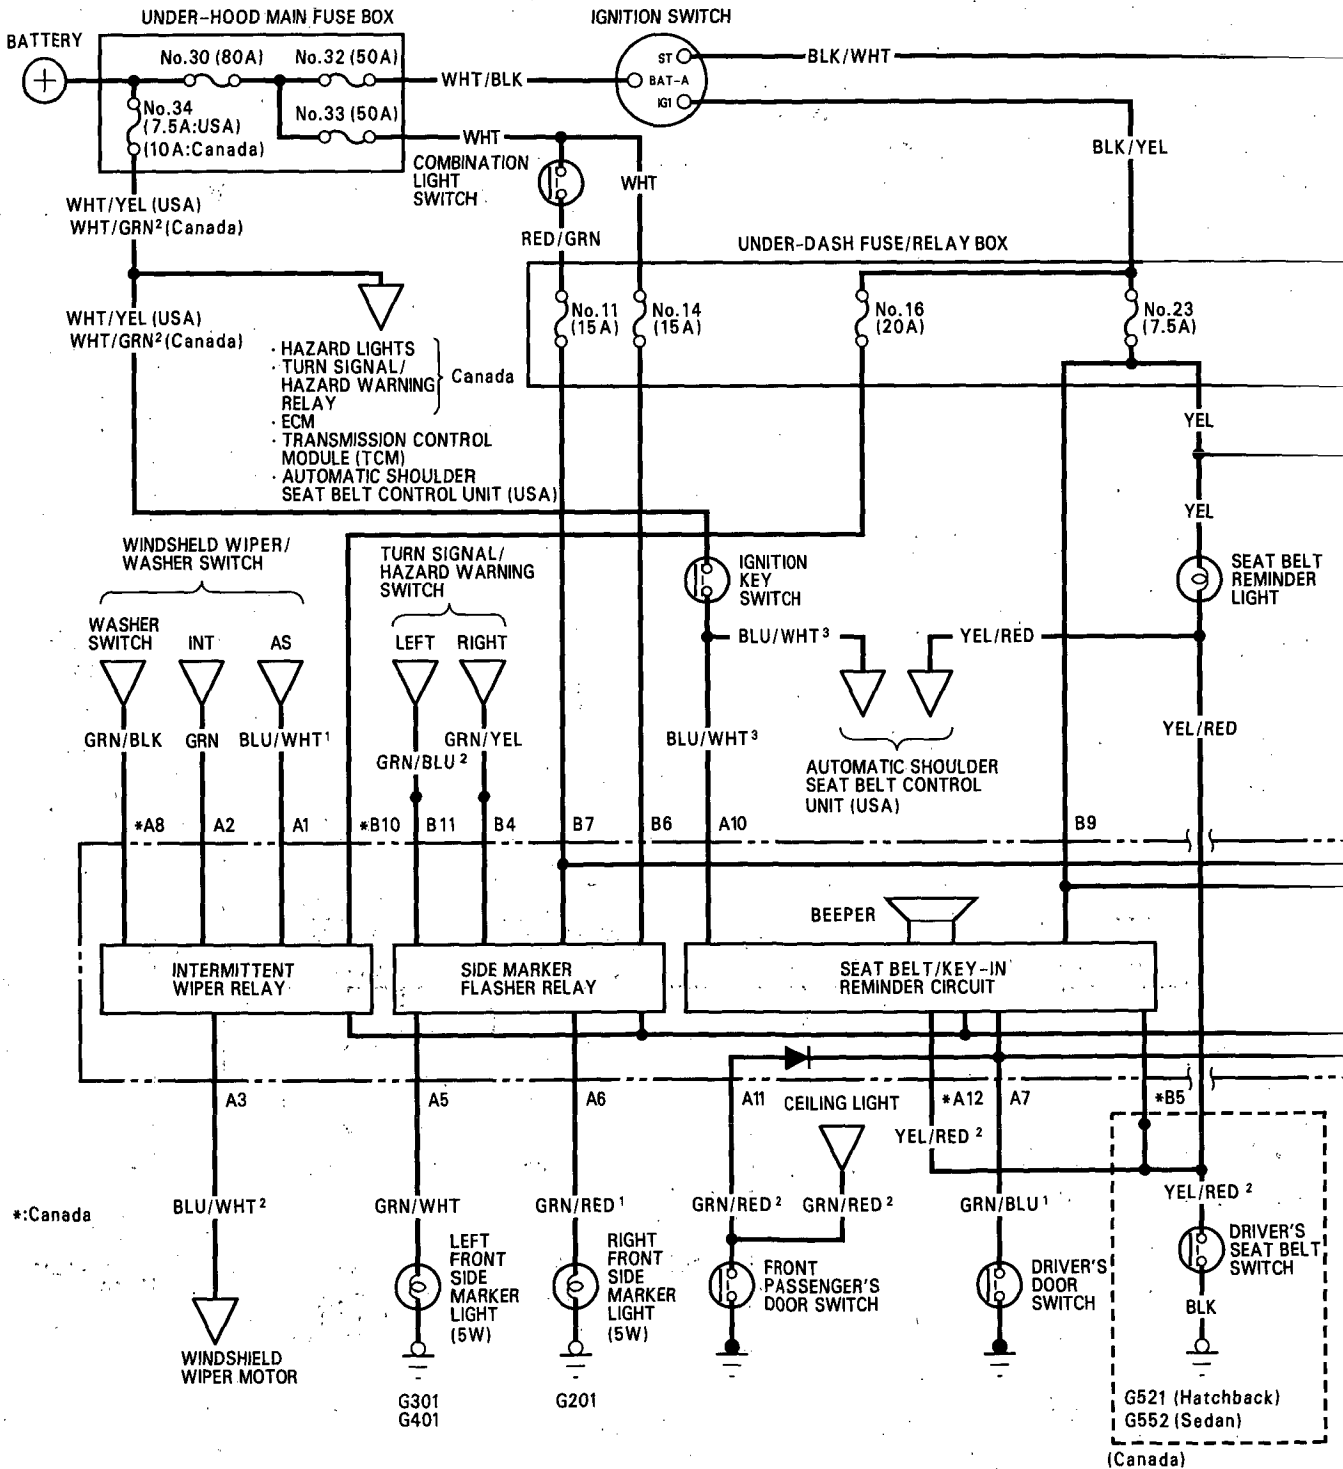 UNDER-HOOD MAIN FUSE BOX
IGNITION SWITCH
BATTERY
No.30 (80A)
No.32 (50A)
ST
BLK/WHT
WHT/BLK
BAT-A
IG1
No.34
(7.5A:USA)
(10A:Canada)
No.33 (50A)
WHT
BLK/YEL
COMBINATION
LIGHT
SWITCH
WHT
WHT/YEL (USA)
WHT/GRN² (Canada)
RED/GRN
UNDER-DASH FUSE/RELAY BOX
WHT/YEL (USA)
WHT/GRN² (Canada)
No.11
(15A)
No.14
(15A)
No.16
(20A)
No.23
(7.5A)
· HAZARD LIGHTS
· TURN SIGNAL/
HAZARD WARNING
RELAY
Canada
· ECM
· TRANSMISSION CONTROL
MODULE (TCM)
· AUTOMATIC SHOULDER
SEAT BELT CONTROL UNIT (USA)
YEL
YEL
WINDSHIELD WIPER/
WASHER SWITCH
TURN SIGNAL/
HAZARD WARNING
SWITCH
IGNITION
KEY
SWITCH
SEAT BELT
REMINDER
LIGHT
WASHER
SWITCH
INT
AS
LEFT
RIGHT
BLU/WHT³
YEL/RED
GRN/BLK
GRN
BLU/WHT¹
GRN/BLU²
GRN/YEL
BLU/WHT³
YEL/RED
AUTOMATIC SHOULDER
SEAT BELT CONTROL
UNIT (USA)
*A8
A2
A1
*B10
B11
B4
B7
B6
A10
B9
BEEPER
INTERMITTENT
WIPER RELAY
SIDE MARKER
FLASHER RELAY
SEAT BELT/KEY-IN
REMINDER CIRCUIT
A3
A5
A6
A11
CEILING LIGHT
*A12
A7
*B5
YEL/RED²
*:Canada
BLU/WHT²
GRN/WHT
GRN/RED¹
GRN/RED²
GRN/RED²
GRN/BLU¹
YEL/RED²
LEFT
FRONT
SIDE
MARKER
LIGHT
(5W)
RIGHT
FRONT
SIDE
MARKER
LIGHT
(5W)
FRONT
PASSENGER'S
DOOR SWITCH
DRIVER'S
DOOR
SWITCH
DRIVER'S
SEAT BELT
SWITCH
BLK
WINDSHIELD
WIPER MOTOR
G301
G401
G201
G521 (Hatchback)
G552 (Sedan)
(Canada)